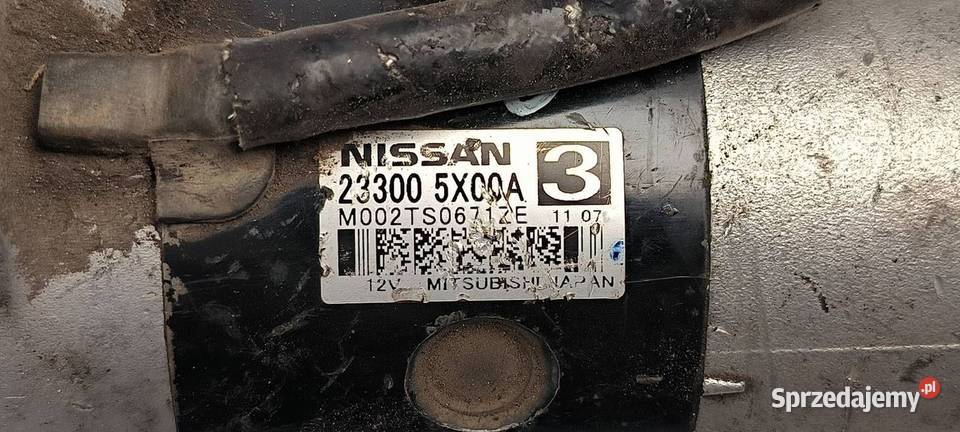 NISSAN
23300 5X00A 3
M002TS0671ZE 11 07
12V MITSUBISHI JAPAN
Sprzedajemy.pl